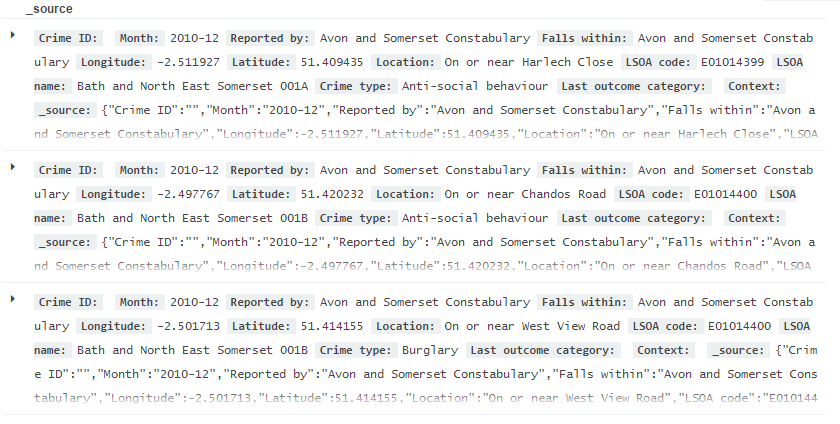 _source
Crime ID: Month: 2010-12 Reported by: Avon and Somerset Constabulary Falls within: Avon and Somerset Constab
ulary Longitude: -2.511927 Latitude: 51.409435 Location: On or near Harlech Close LSOA code: E01014399 LSOA
name: Bath and North East Somerset 001A Crime type: Anti-social behaviour Last outcome category: Context:
_source: {"Crime ID":"","Month":"2010-12","Reported by":"Avon and Somerset Constabulary","Falls within":"Avon a
nd Somerset Constabulary","Longitude":-2.511927,"Latitude":51.409435,"Location":"On or near Harlech Close","LSOA
Crime ID: Month: 2010-12 Reported by: Avon and Somerset Constabulary Falls within: Avon and Somerset Constab
ulary Longitude: -2.497767 Latitude: 51.420232 Location: On or near Chandos Road LSOA code: E01014400 LSOA
name: Bath and North East Somerset 001B Crime type: Anti-social behaviour Last outcome category: Context:
_source: {"Crime ID":"","Month":"2010-12","Reported by":"Avon and Somerset Constabulary","Falls within":"Avon a
nd Somerset Constabulary","Longitude":-2.497767,"Latitude":51.420232,"Location":"On or near Chandos Road","LSOA
Crime ID: Month: 2010-12 Reported by: Avon and Somerset Constabulary Falls within: Avon and Somerset Constab
ulary Longitude: -2.501713 Latitude: 51.414155 Location: On or near West View Road LSOA code: E01014400 LSOA
name: Bath and North East Somerset 001B Crime type: Burglary Last outcome category: Context: _source: {"Crim
e ID":"","Month":"2010-12","Reported by":"Avon and Somerset Constabulary","Falls within":"Avon and Somerset Cons
tabulary","Longitude":-2.501713,"Latitude":51.414155,"Location":"On or near West View Road","LSOA code":"E010144